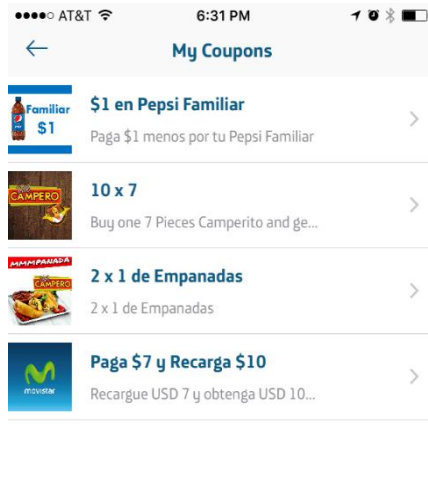 AT&T 6:31 PM
My Coupons
Familiar
$1
$1 en Pepsi Familiar
Paga $1 menos por tu Pepsi Familiar
CAMPERO
10 x 7
Buy one 7 Pieces Camperito and ge...
MMMPANADA
CAMPERO
2 x 1 de Empanadas
2 x 1 de Empanadas
movistar
Paga $7 y Recarga $10
Recargue USD 7 y obtenga USD 10...